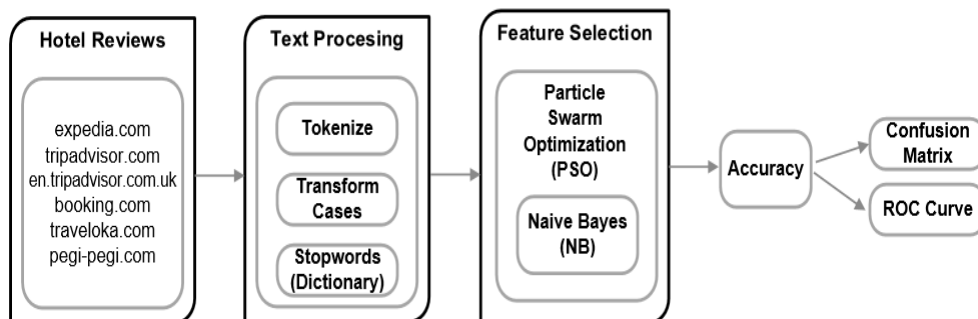 Hotel Reviews
expedia.com
tripadvisor.com
en.tripadvisor.com.uk
booking.com
traveloka.com
pegi-pegi.com
Text Procesing
Tokenize
Transform
Cases
Stopwords
(Dictionary)
Feature Selection
Particle
Swarm
Optimization
(PSO)
Naive Bayes
(NB)
Accuracy
Confusion
Matrix
ROC Curve